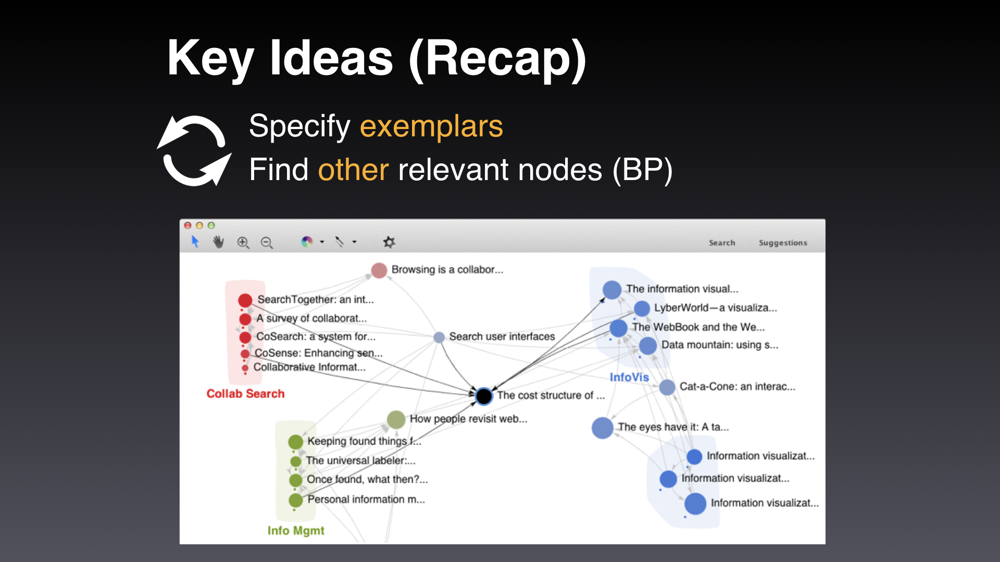 Key Ideas (Recap)
Specify exemplars
Find other relevant nodes (BP)
Search Suggestions
Browsing is a collabor...
SearchTogether: an int...
A survey of collaborat...
CoSearch: a system for...
CoSense: Enhancing sen...
Collaborative Informat...
Collab Search
Search user interfaces
The information visual...
LyberWorld—a visualiza...
The WebBook and the We...
Data mountain: using s...
InfoVis
Cat-a-Cone: an interac...
The cost structure of ...
How people revisit web...
The eyes have it: A ta...
Keeping found things f...
The universal labeler:...
Once found, what then?...
Personal information m...
Info Mgmt
Information visualizat...
Information visualizat...
Information visualizat...